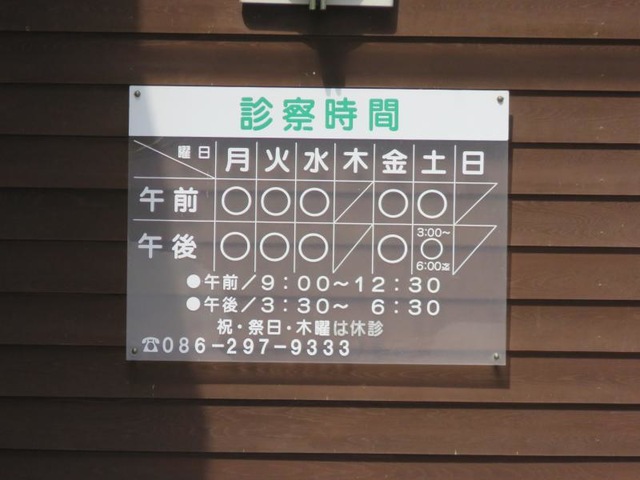 診察時間
曜日 月 火 水 木 金 土 日
午前 ○ ○ ○ ／ ○ ○ ／
午後 ○ ○ ○ ／ ○ 3:00～ ○ 6:00迄 ／
●午前／9:00～12:30
●午後／3:30～ 6:30
祝・祭日・木曜は休診
☎086-297-9333